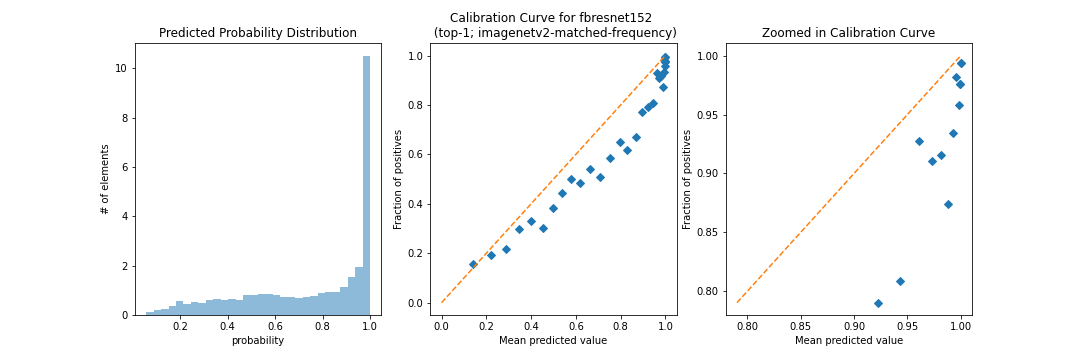 Predicted Probability Distribution
10
8
6
4
2
0
0.2 0.4 0.6 0.8 1.0
# of elements
probability
Calibration Curve for fbresnet152
(top-1; imagenetv2-matched-frequency)
1.0
0.8
0.6
0.4
0.2
0.0
0.0 0.2 0.4 0.6 0.8 1.0
Fraction of positives
Mean predicted value
Zoomed in Calibration Curve
1.00
0.95
0.90
0.85
0.80
0.80 0.85 0.90 0.95 1.00
Fraction of positives
Mean predicted value